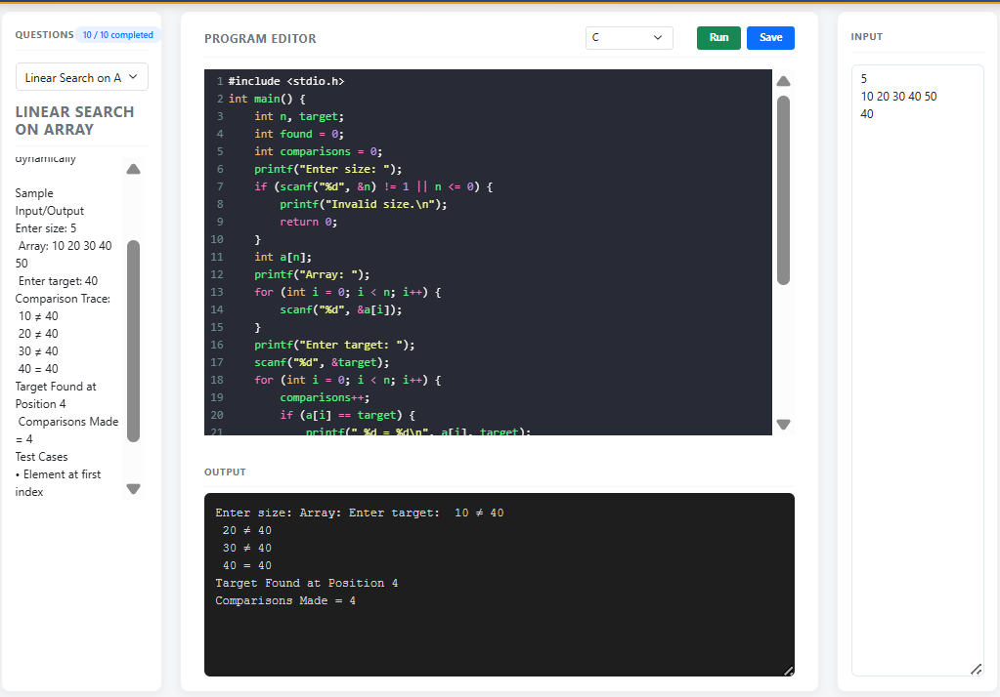 QUESTIONS 10 / 10 completed
Linear Search on A
LINEAR SEARCH
ON ARRAY
dynamically
Sample
Input/Output
Enter size: 5
Array: 10 20 30 40
50
Enter target: 40
Comparison Trace:
10 ≠ 40
20 ≠ 40
30 ≠ 40
40 = 40
Target Found at
Position 4
Comparisons Made
= 4
Test Cases
• Element at first
index
PROGRAM EDITOR
C
Run
Save
1 #include <stdio.h>
2 int main() {
3     int n, target;
4     int found = 0;
5     int comparisons = 0;
6     printf("Enter size: ");
7     if (scanf("%d", &n) != 1 || n <= 0) {
8         printf("Invalid size.\n");
9         return 0;
10     }
11     int a[n];
12     printf("Array: ");
13     for (int i = 0; i < n; i++) {
14         scanf("%d", &a[i]);
15     }
16     printf("Enter target: ");
17     scanf("%d", &target);
18     for (int i = 0; i < n; i++) {
19         comparisons++;
20         if (a[i] == target) {
21             printf(" %d = %d\n", a[i], target);
OUTPUT
Enter size: Array: Enter target:  10 ≠ 40
20 ≠ 40
30 ≠ 40
40 = 40
Target Found at Position 4
Comparisons Made = 4
INPUT
5
10 20 30 40 50
40